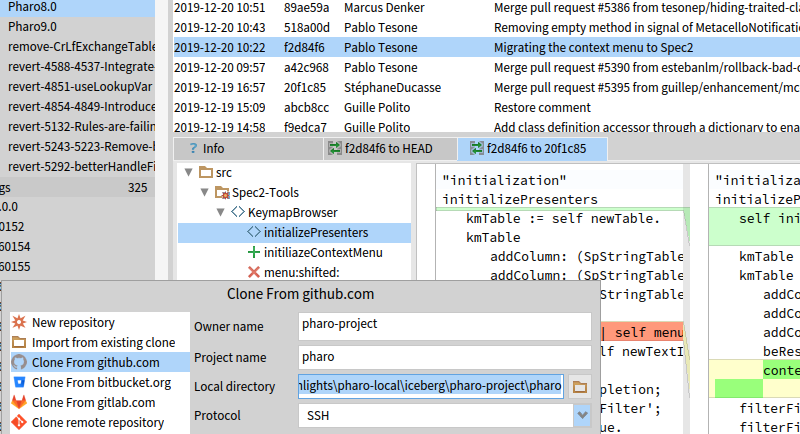 Pharo8.0
Pharo9.0
remove-CrLfExchangeTable
revert-4588-4537-Integrate
revert-4851-useLookupVar
revert-4854-4849-Introduce
revert-5132-Rules-are-failin
revert-5243-5223-Remove-
revert-5292-betterHandleFi
gs 325
.0.0
60152
60154
60155
2019-12-20 10:51 89ae59a Marcus Denker Merge pull request #5386 from tesonep/hiding-traited-cla
2019-12-20 10:43 518a00d Pablo Tesone Removing empty method in signal of MetacelloNotificatio
2019-12-20 10:22 f2d84f6 Pablo Tesone Migrating the context menu to Spec2
2019-12-20 09:57 a42c968 Pablo Tesone Merge pull request #5390 from estebanlm/rollback-bad-c
2019-12-19 16:57 20f1c85 StéphaneDucasse Merge pull request #5395 from guillep/enhancement/mc
2019-12-19 15:09 abcb8cc Guille Polito Restore comment
2019-12-19 14:58 f9edca7 Guille Polito Add class definition accessor through a dictionary to ena
? Info f2d84f6 to HEAD f2d84f6 to 20f1c85
src
Spec2-Tools
KeymapBrowser
initializePresenters
initiliazeContextMenu
menu:shifted:
"initialization"
initializePresenters
kmTable := self newTable.
kmTable
addColumn: (SpStringTable
addColumn: (SpStringTable
| self menu
f newTextI
pletion;
Filter';
ue.
"initializa
initializeP
self ini
kmTable
kmTable
addCol
addCol
addCol
beRes
conte
filterFi
filterFi
Clone From github.com
New repository
Import from existing clone
Clone From github.com
Clone From bitbucket.org
Clone From gitlab.com
Clone remote repository
Owner name pharo-project
Project name pharo
Local directory nlights\pharo-local\iceberg\pharo-project\pharo
Protocol SSH